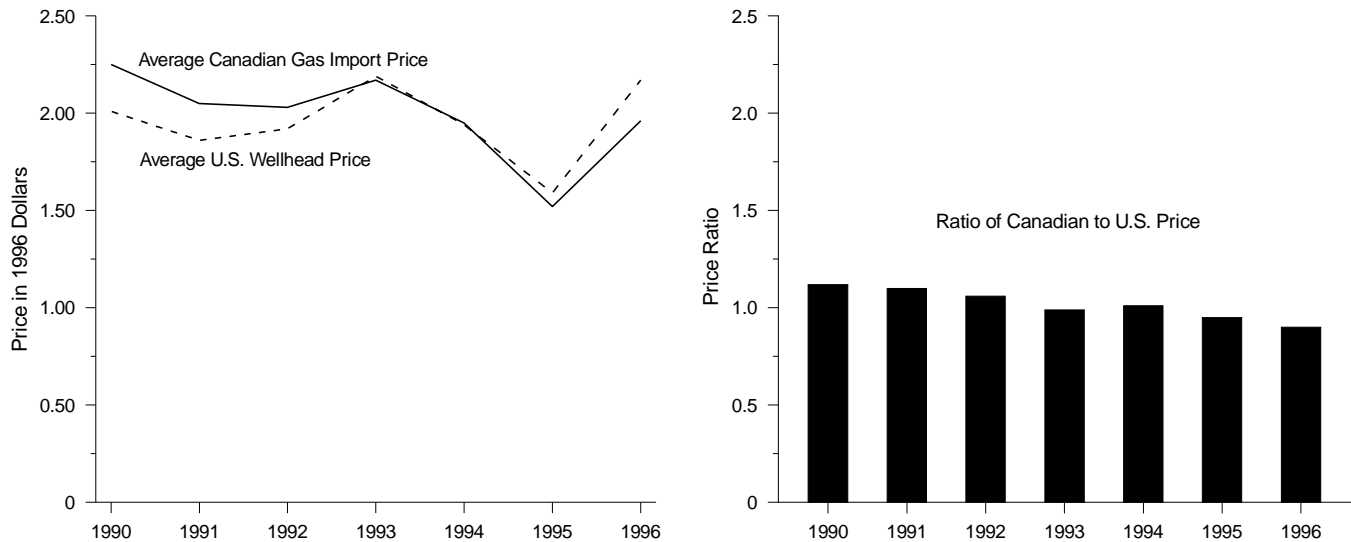 Price in 1996 Dollars
2.50
2.00
1.50
1.00
0.50
0
Average Canadian Gas Import Price
Average U.S. Wellhead Price
1990 1991 1992 1993 1994 1995 1996
Price Ratio
2.5
2.0
1.5
1.0
0.5
0
Ratio of Canadian to U.S. Price
1990 1991 1992 1993 1994 1995 1996